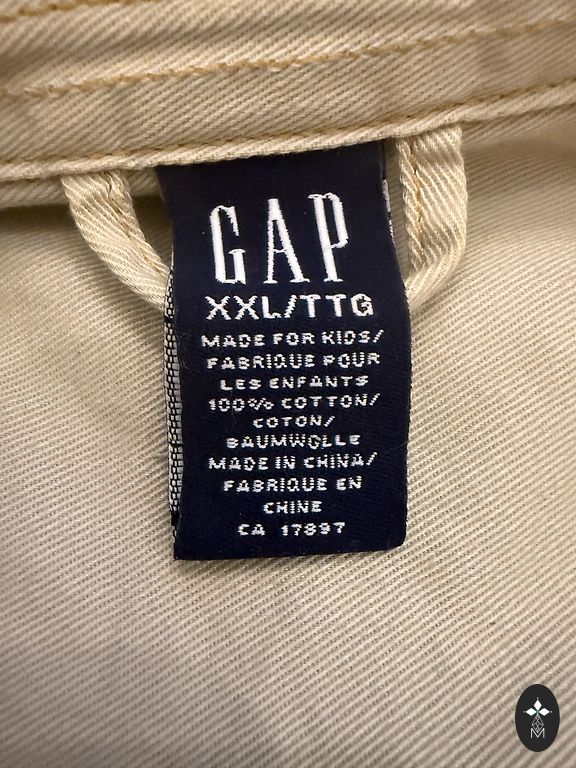 GAP
XXL/TTG
MADE FOR KIDS/
FABRIQUE POUR
LES ENFANTS
100% COTTON/
COTON/
BAUMWOLLE
MADE IN CHINA/
FABRIQUE EN
CHINE
CA 17897
M